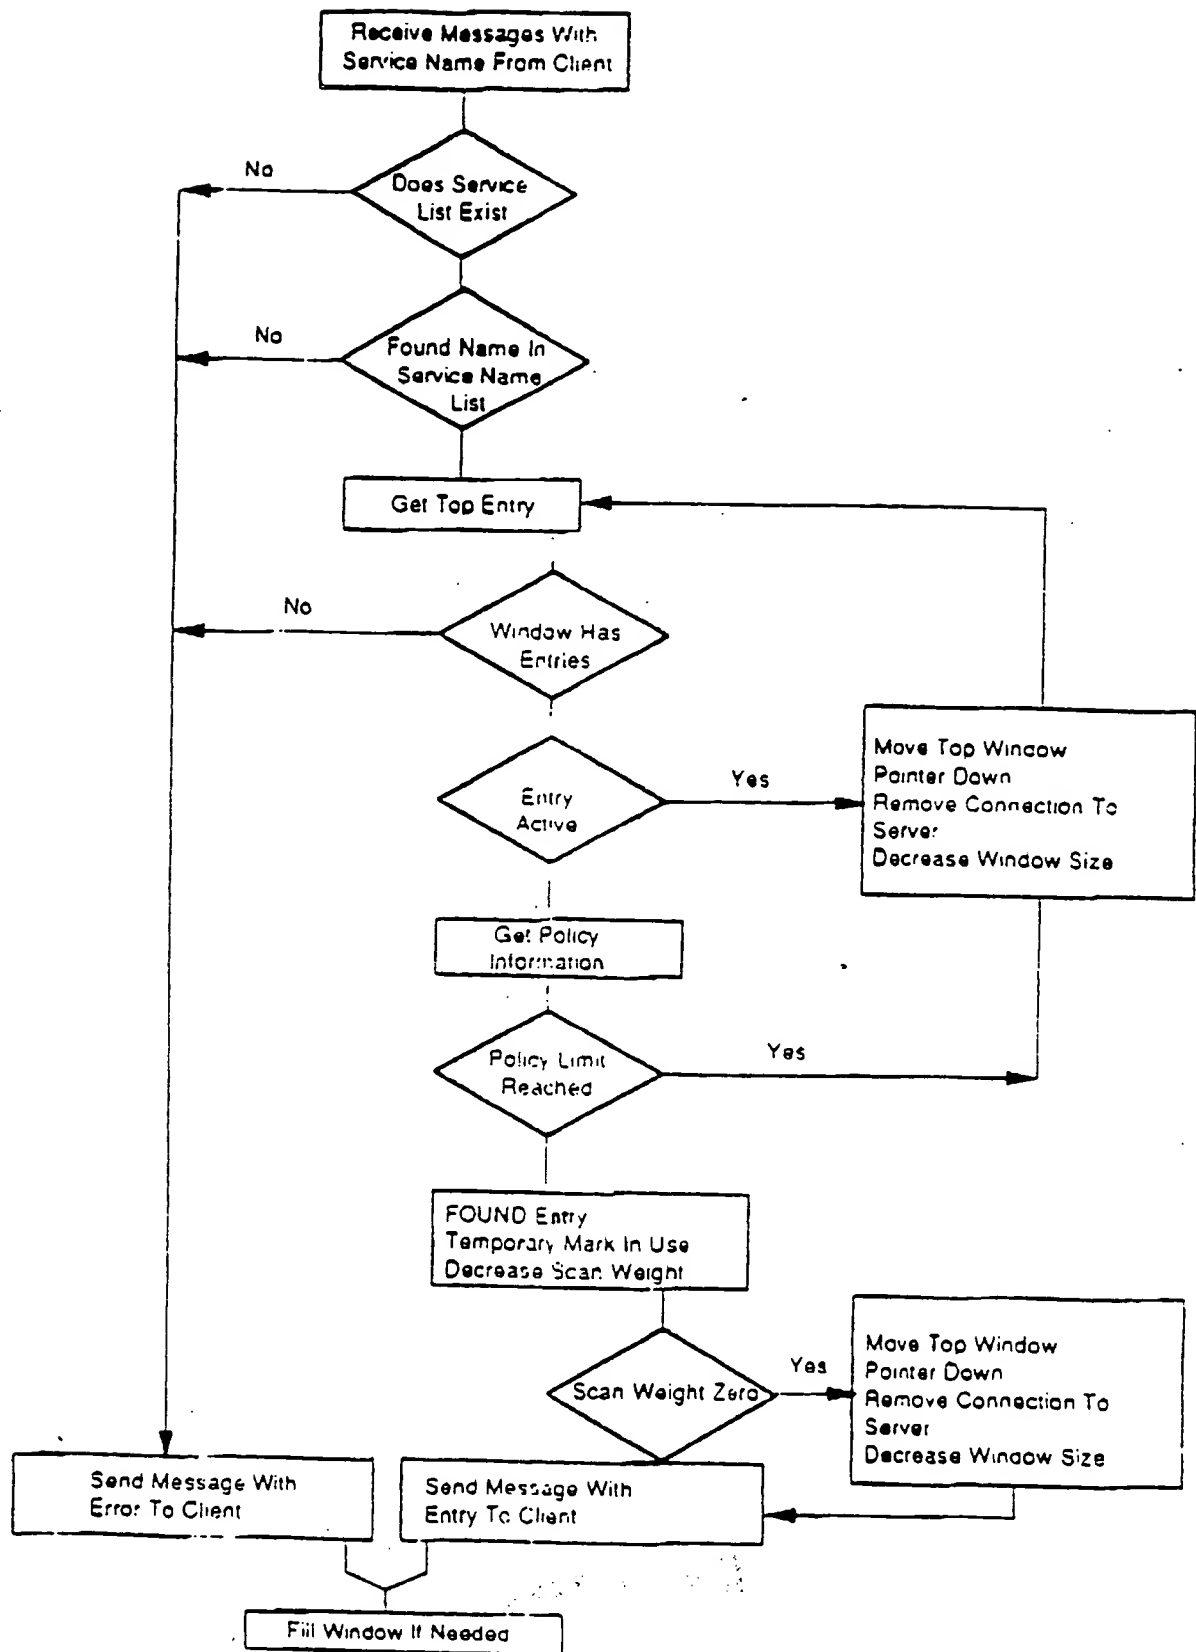 Receive Messages With
Service Name From Client
No
Does Service
List Exist
No
Found Name In
Service Name
List
Get Top Entry
No
Window Has
Entries
Entry
Active
Yes
Move Top Window
Pointer Down
Remove Connection To
Server
Decrease Window Size
Get Policy
Information
Policy Limit
Reached
Yes
FOUND Entry
Temporary Mark In Use
Decrease Scan Weight
Scan Weight Zero
Yes
Move Top Window
Pointer Down
Remove Connection To
Server
Decrease Window Size
Send Message With
Error To Client
Send Message With
Entry To Client
Fill Window If Needed